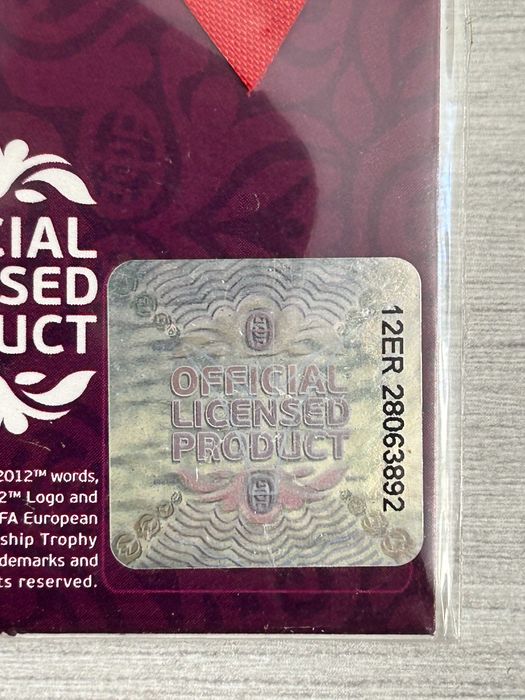 CIAL
SED
UCT
OFFICIAL
LICENSED
PRODUCT
12ER 28063892
2012™ words,
2™ Logo and
FA European
ship Trophy
demarks and
ts reserved.